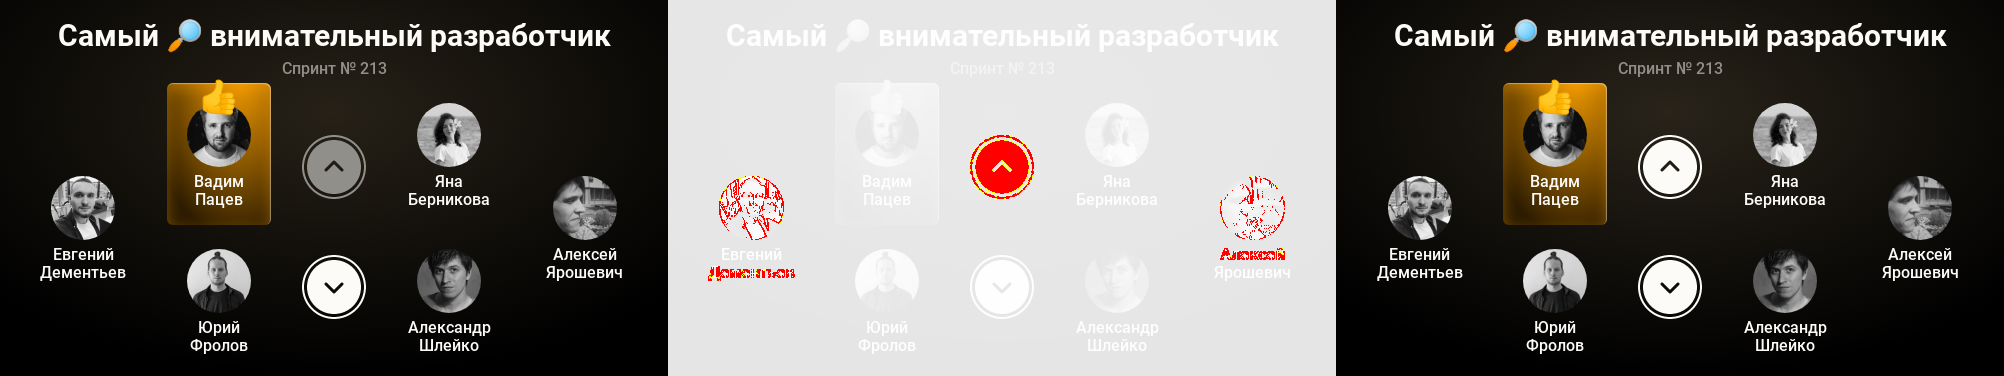 Самый 🔎 внимательный разработчик
Спринт № 213
Вадим
Пацев
Яна
Берникова
Евгений
Дементьев
Алексей
Ярошевич
Юрий
Фролов
Александр
Шлейко
Самый 🔎 внимательный разработчик
Спринт № 213
Вадим
Пацев
Яна
Берникова
Евгений
Дементьев
Алексей
Ярошевич
Юрий
Фролов
Александр
Шлейко
Самый 🔎 внимательный разработчик
Спринт № 213
Вадим
Пацев
Яна
Берникова
Евгений
Дементьев
Алексей
Ярошевич
Юрий
Фролов
Александр
Шлейко